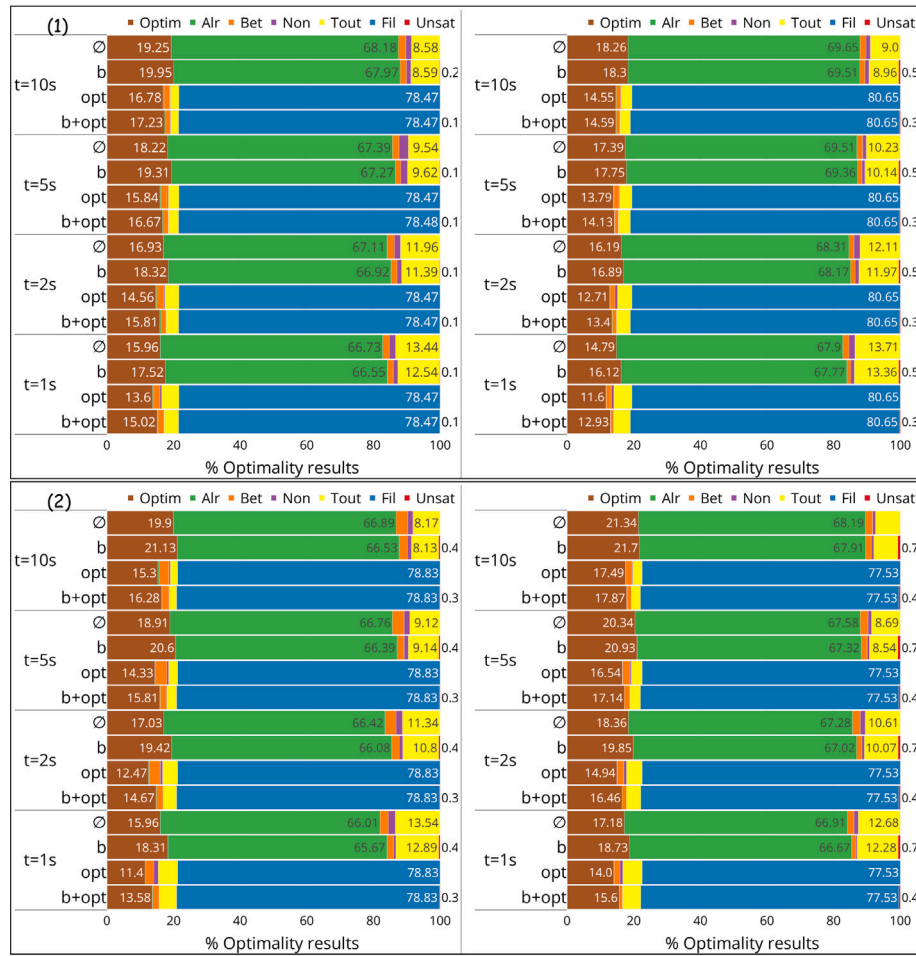 (1)
Optim Alr Bet Non Tout Fil Unsat
t=10s
∅ 19.25 68.18 8.58
b 19.95 67.97 8.59 0.2
opt 16.78 78.47
b+opt 17.23 78.47 0.1
t=5s
∅ 18.22 67.39 9.54
b 19.31 67.27 9.62 0.1
opt 15.84 78.47
b+opt 16.67 78.48 0.1
t=2s
∅ 16.93 67.11 11.96
b 18.32 66.92 11.39 0.1
opt 14.56 78.47
b+opt 15.81 78.47 0.1
t=1s
∅ 15.96 66.73 13.44
b 17.52 66.55 12.54 0.1
opt 13.6 78.47
b+opt 15.02 78.47 0.1
0 20 40 60 80 100
% Optimality results
Optim Alr Bet Non Tout Fil Unsat
t=10s
∅ 18.26 69.65 9.0
b 18.3 69.51 8.96 0.5
opt 14.55 80.65
b+opt 14.59 80.65 0.3
t=5s
∅ 17.39 69.51 10.23
b 17.75 69.36 10.14 0.5
opt 13.79 80.65
b+opt 14.13 80.65 0.3
t=2s
∅ 16.19 68.31 12.11
b 16.89 68.17 11.97 0.5
opt 12.71 80.65
b+opt 13.4 80.65 0.3
t=1s
∅ 14.79 67.9 13.71
b 16.12 67.77 13.36 0.5
opt 11.6 80.65
b+opt 12.93 80.65 0.3
0 20 40 60 80 100
% Optimality results
(2)
Optim Alr Bet Non Tout Fil Unsat
t=10s
∅ 19.9 66.89 8.17
b 21.13 66.53 8.13 0.4
opt 15.3 78.83
b+opt 16.28 78.83 0.3
t=5s
∅ 18.91 66.76 9.12
b 20.6 66.39 9.14 0.4
opt 14.33 78.83
b+opt 15.81 78.83 0.3
t=2s
∅ 17.03 66.42 11.34
b 19.42 66.08 10.8 0.4
opt 12.47 78.83
b+opt 14.67 78.83 0.3
t=1s
∅ 15.96 66.01 13.54
b 18.31 65.67 12.89 0.4
opt 11.4 78.83
b+opt 13.58 78.83 0.3
0 20 40 60 80 100
% Optimality results
Optim Alr Bet Non Tout Fil Unsat
t=10s
∅ 21.34 68.19
b 21.7 67.91 0.7
opt 17.49 77.53
b+opt 17.87 77.53 0.4
t=5s
∅ 20.34 67.58 8.69
b 20.93 67.32 8.54 0.7
opt 16.54 77.53
b+opt 17.14 77.53 0.4
t=2s
∅ 18.36 67.28 10.61
b 19.85 67.02 10.07 0.7
opt 14.94 77.53
b+opt 16.46 77.53 0.4
t=1s
∅ 17.18 66.91 12.68
b 18.73 66.67 12.28 0.7
opt 14.0 77.53
b+opt 15.6 77.53 0.4
0 20 40 60 80 100
% Optimality results